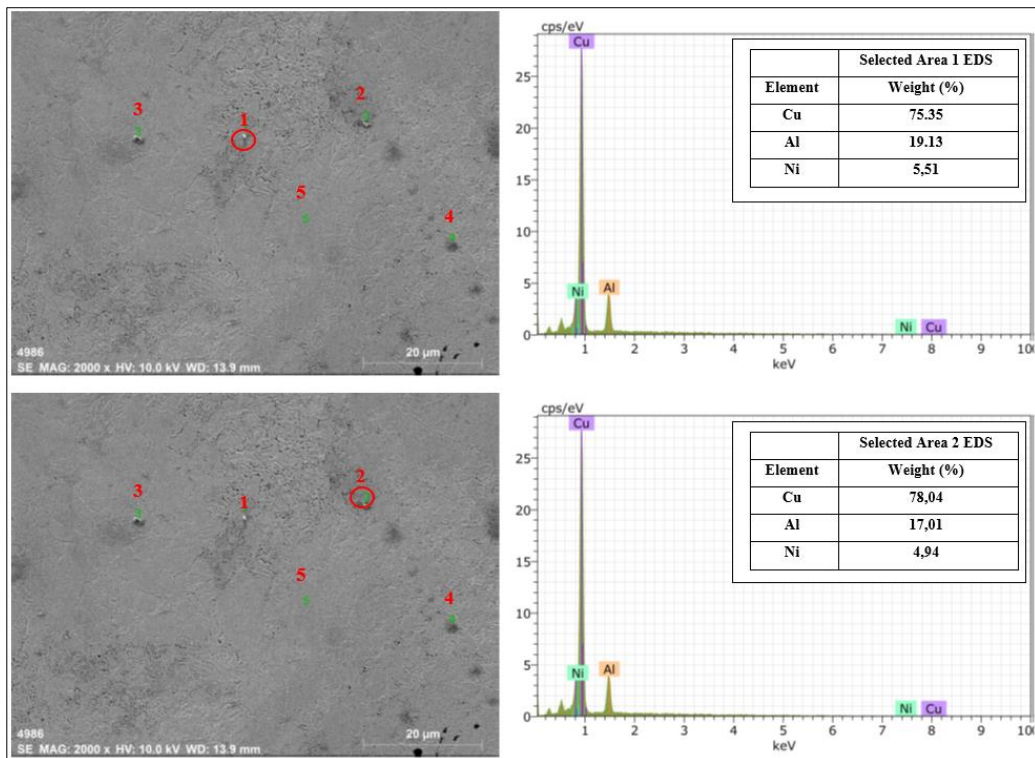 3
1
2
5
4
4986
SE MAG: 2000 x HV: 10.0 kV WD: 13.9 mm
20 µm
cps/eV
Cu
Ni
Al
Ni
Cu
25
20
15
10
5
0
1 2 3 4 5 6 7 8 9 10
keV
Selected Area 1 EDS
Element Weight (%)
Cu 75.35
Al 19.13
Ni 5,51
3
1
2
5
4
4986
SE MAG: 2000 x HV: 10.0 kV WD: 13.9 mm
20 µm
cps/eV
Cu
Ni
Al
Ni
Cu
25
20
15
10
5
0
1 2 3 4 5 6 7 8 9 10
keV
Selected Area 2 EDS
Element Weight (%)
Cu 78,04
Al 17,01
Ni 4,94